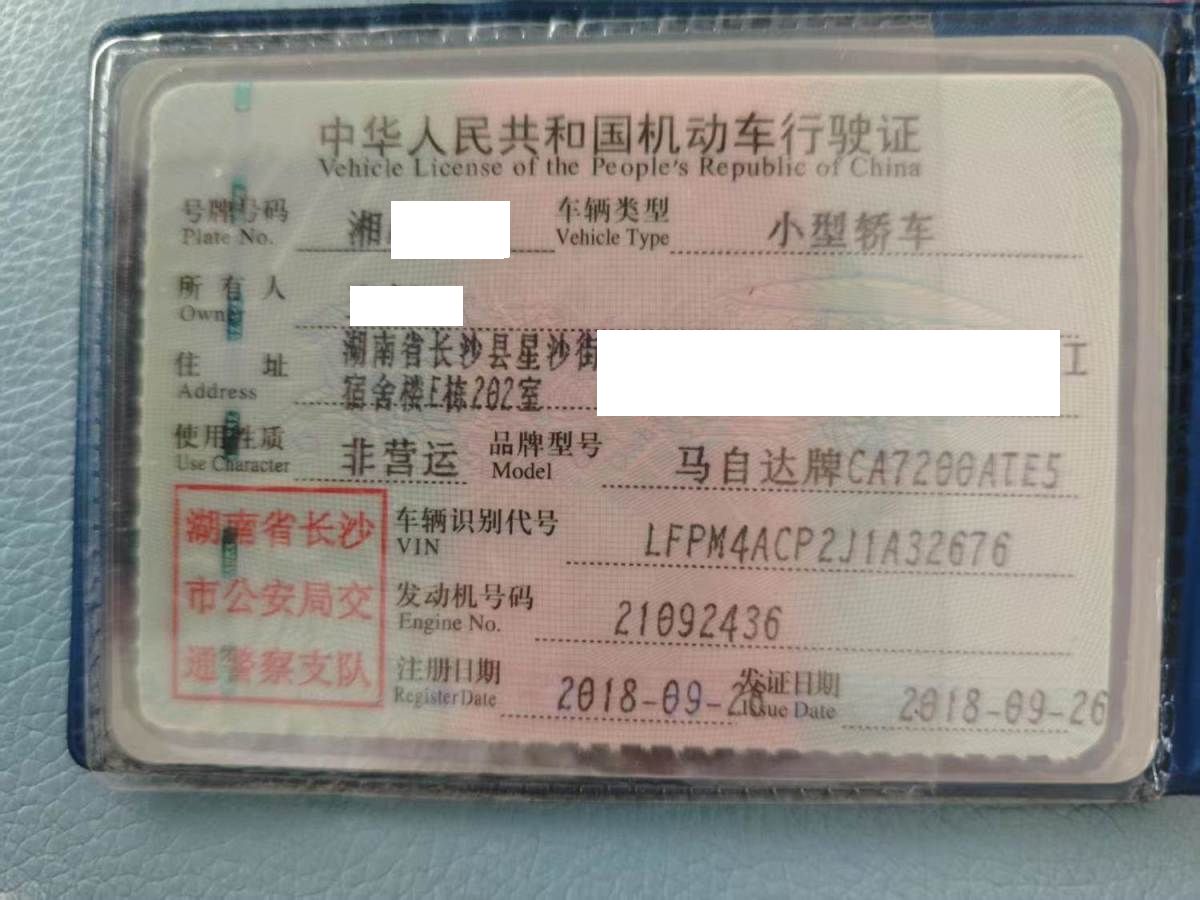 中华人民共和国机动车行驶证
Vehicle License of the People's Republic of China
号牌号码 湘 车辆类型 小型轿车
Plate No. Vehicle Type
所有人
Owner
住址 湖南省长沙县星沙街 江
Address 宿舍楼E栋202室
使用性质 非营运 品牌型号 马自达牌CA7200ATE5
Use Character Model
湖南省长沙
市公安局交
通警察支队
车辆识别代号 LFPM4ACP2J1A32676
VIN
发动机号码 21092436
Engine No.
注册日期 2018-09-26 发证日期 2018-09-26
Register Date Issue Date